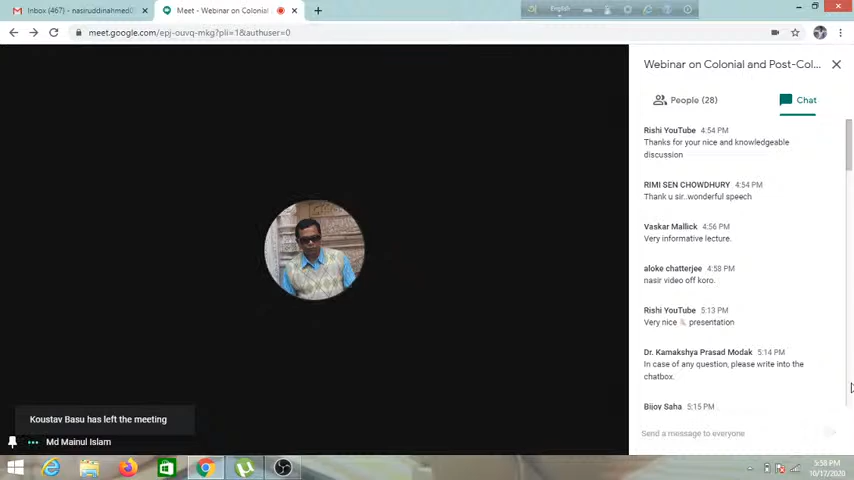 Inbox (467) - nasiruddinahmed0
Meet - Webinar on Colonial
English
meet.google.com/epj-ouvq-mkg?pli=1&authuser=0
Webinar on Colonial and Post-Col...
People (28)
Chat
Rishi YouTube 4:54 PM
Thanks for your nice and knowledgeable
discussion
RIMI SEN CHOWDHURY 4:54 PM
Thank u sir..wonderful speech
Vaskar Mallick 4:56 PM
Very informative lecture.
aloke chatterjee 4:58 PM
nasir video off koro.
Rishi YouTube 5:13 PM
Very nice presentation
Dr. Kamakshya Prasad Modak 5:14 PM
In case of any question, please write into the
chatbox.
Bijoy Saha 5:15 PM
Send a message to everyone
Koustav Basu has left the meeting
Md Mainul Islam
5:58 PM
10/17/2020